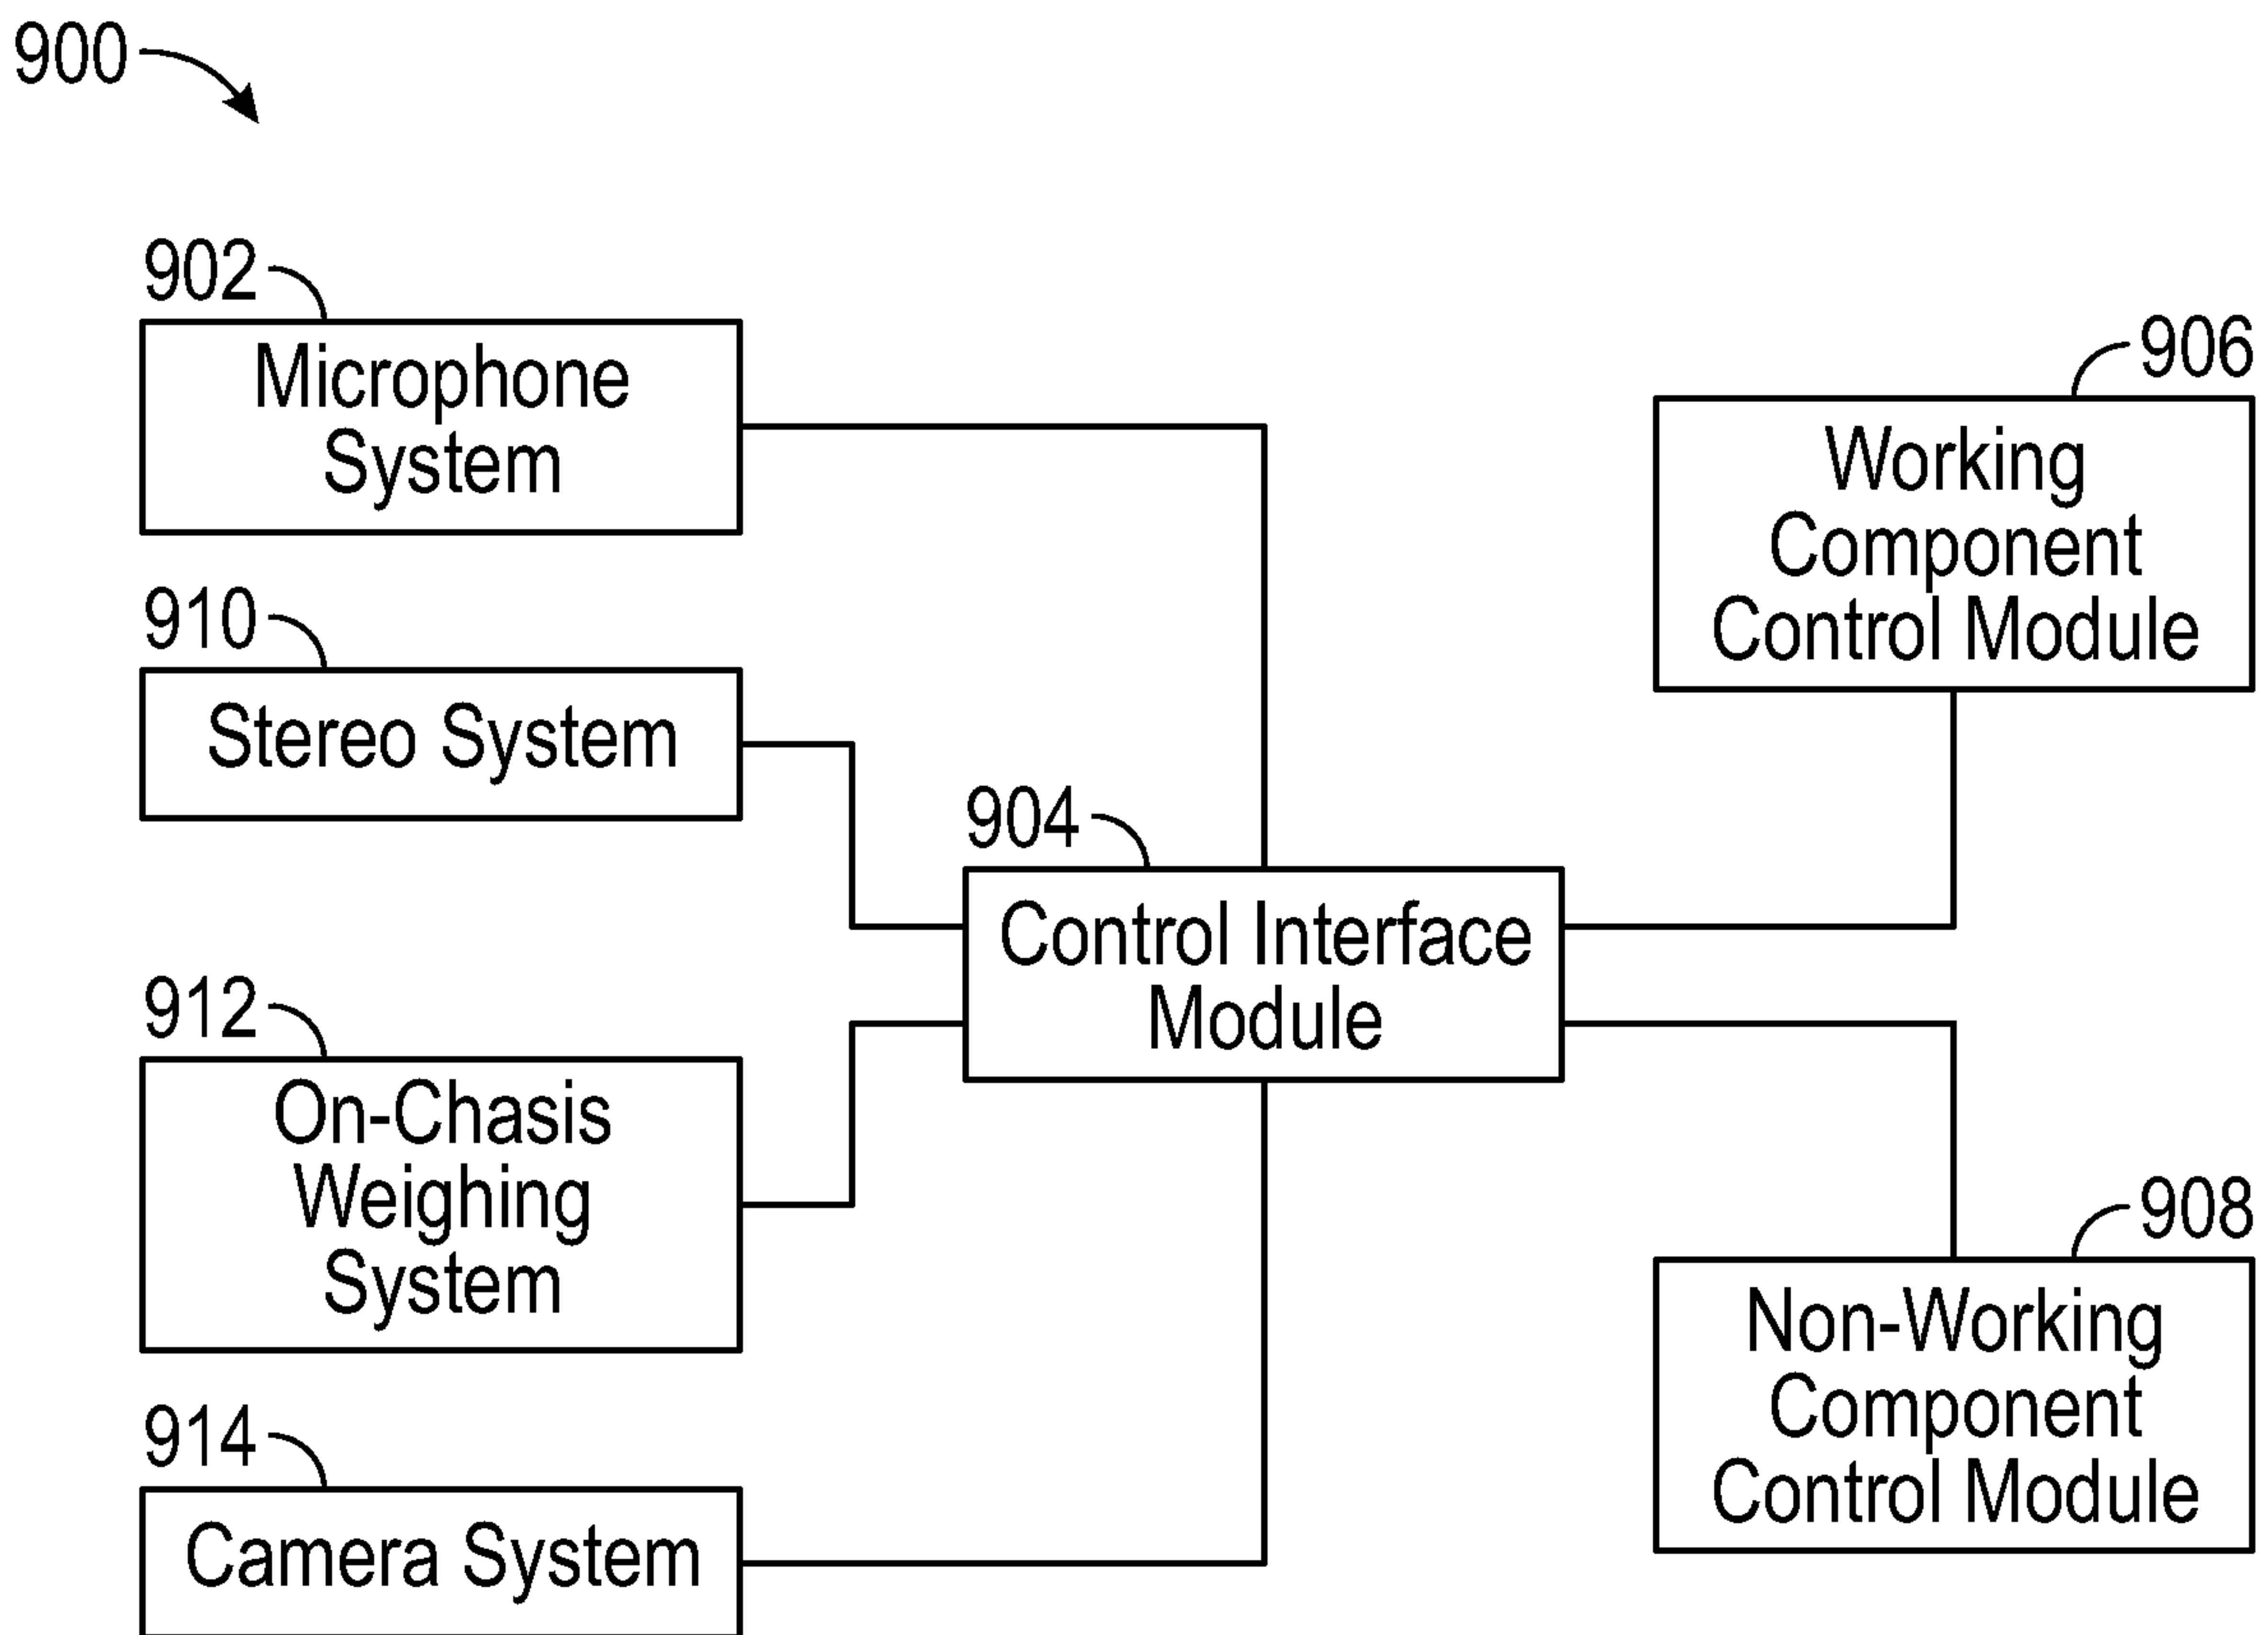 900
902
Microphone
System
910
Stereo System
912
On-Chasis
Weighing
System
914
Camera System
904
Control Interface
Module
906
Working
Component
Control Module
908
Non-Working
Component
Control Module